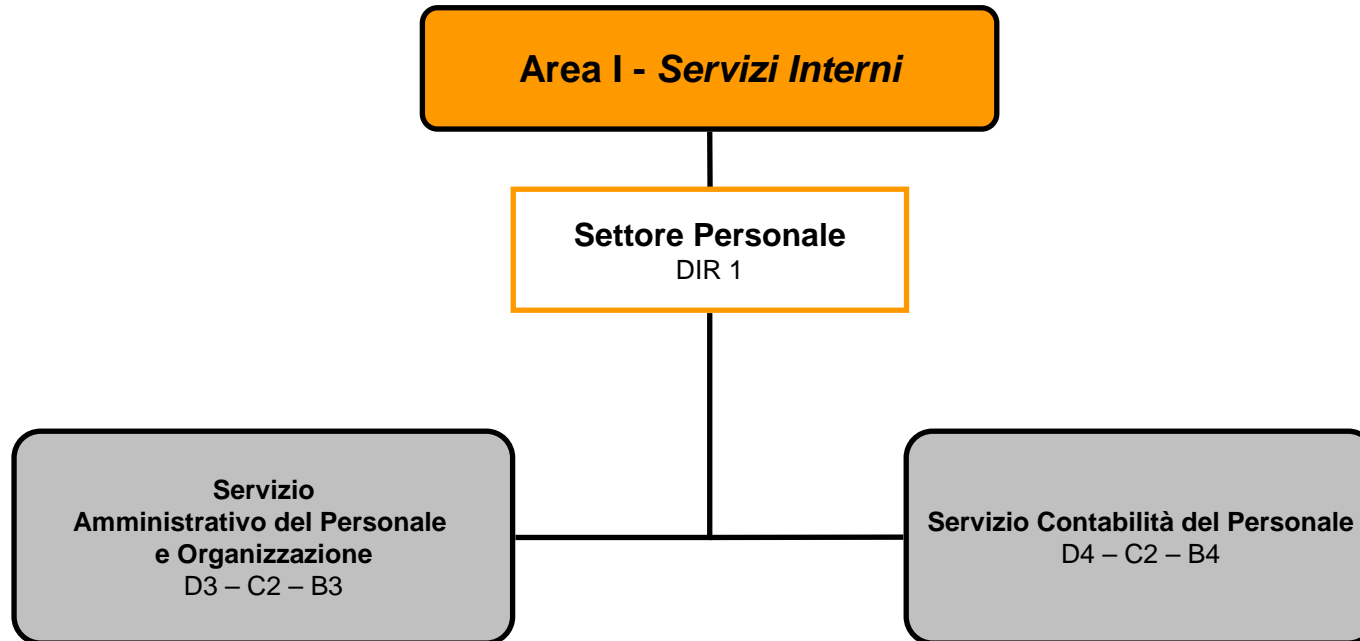 Area I - Servizi Interni
Settore Personale
DIR 1
Servizio
Amministrativo del Personale
e Organizzazione
D3 – C2 – B3
Servizio Contabilità del Personale
D4 – C2 – B4